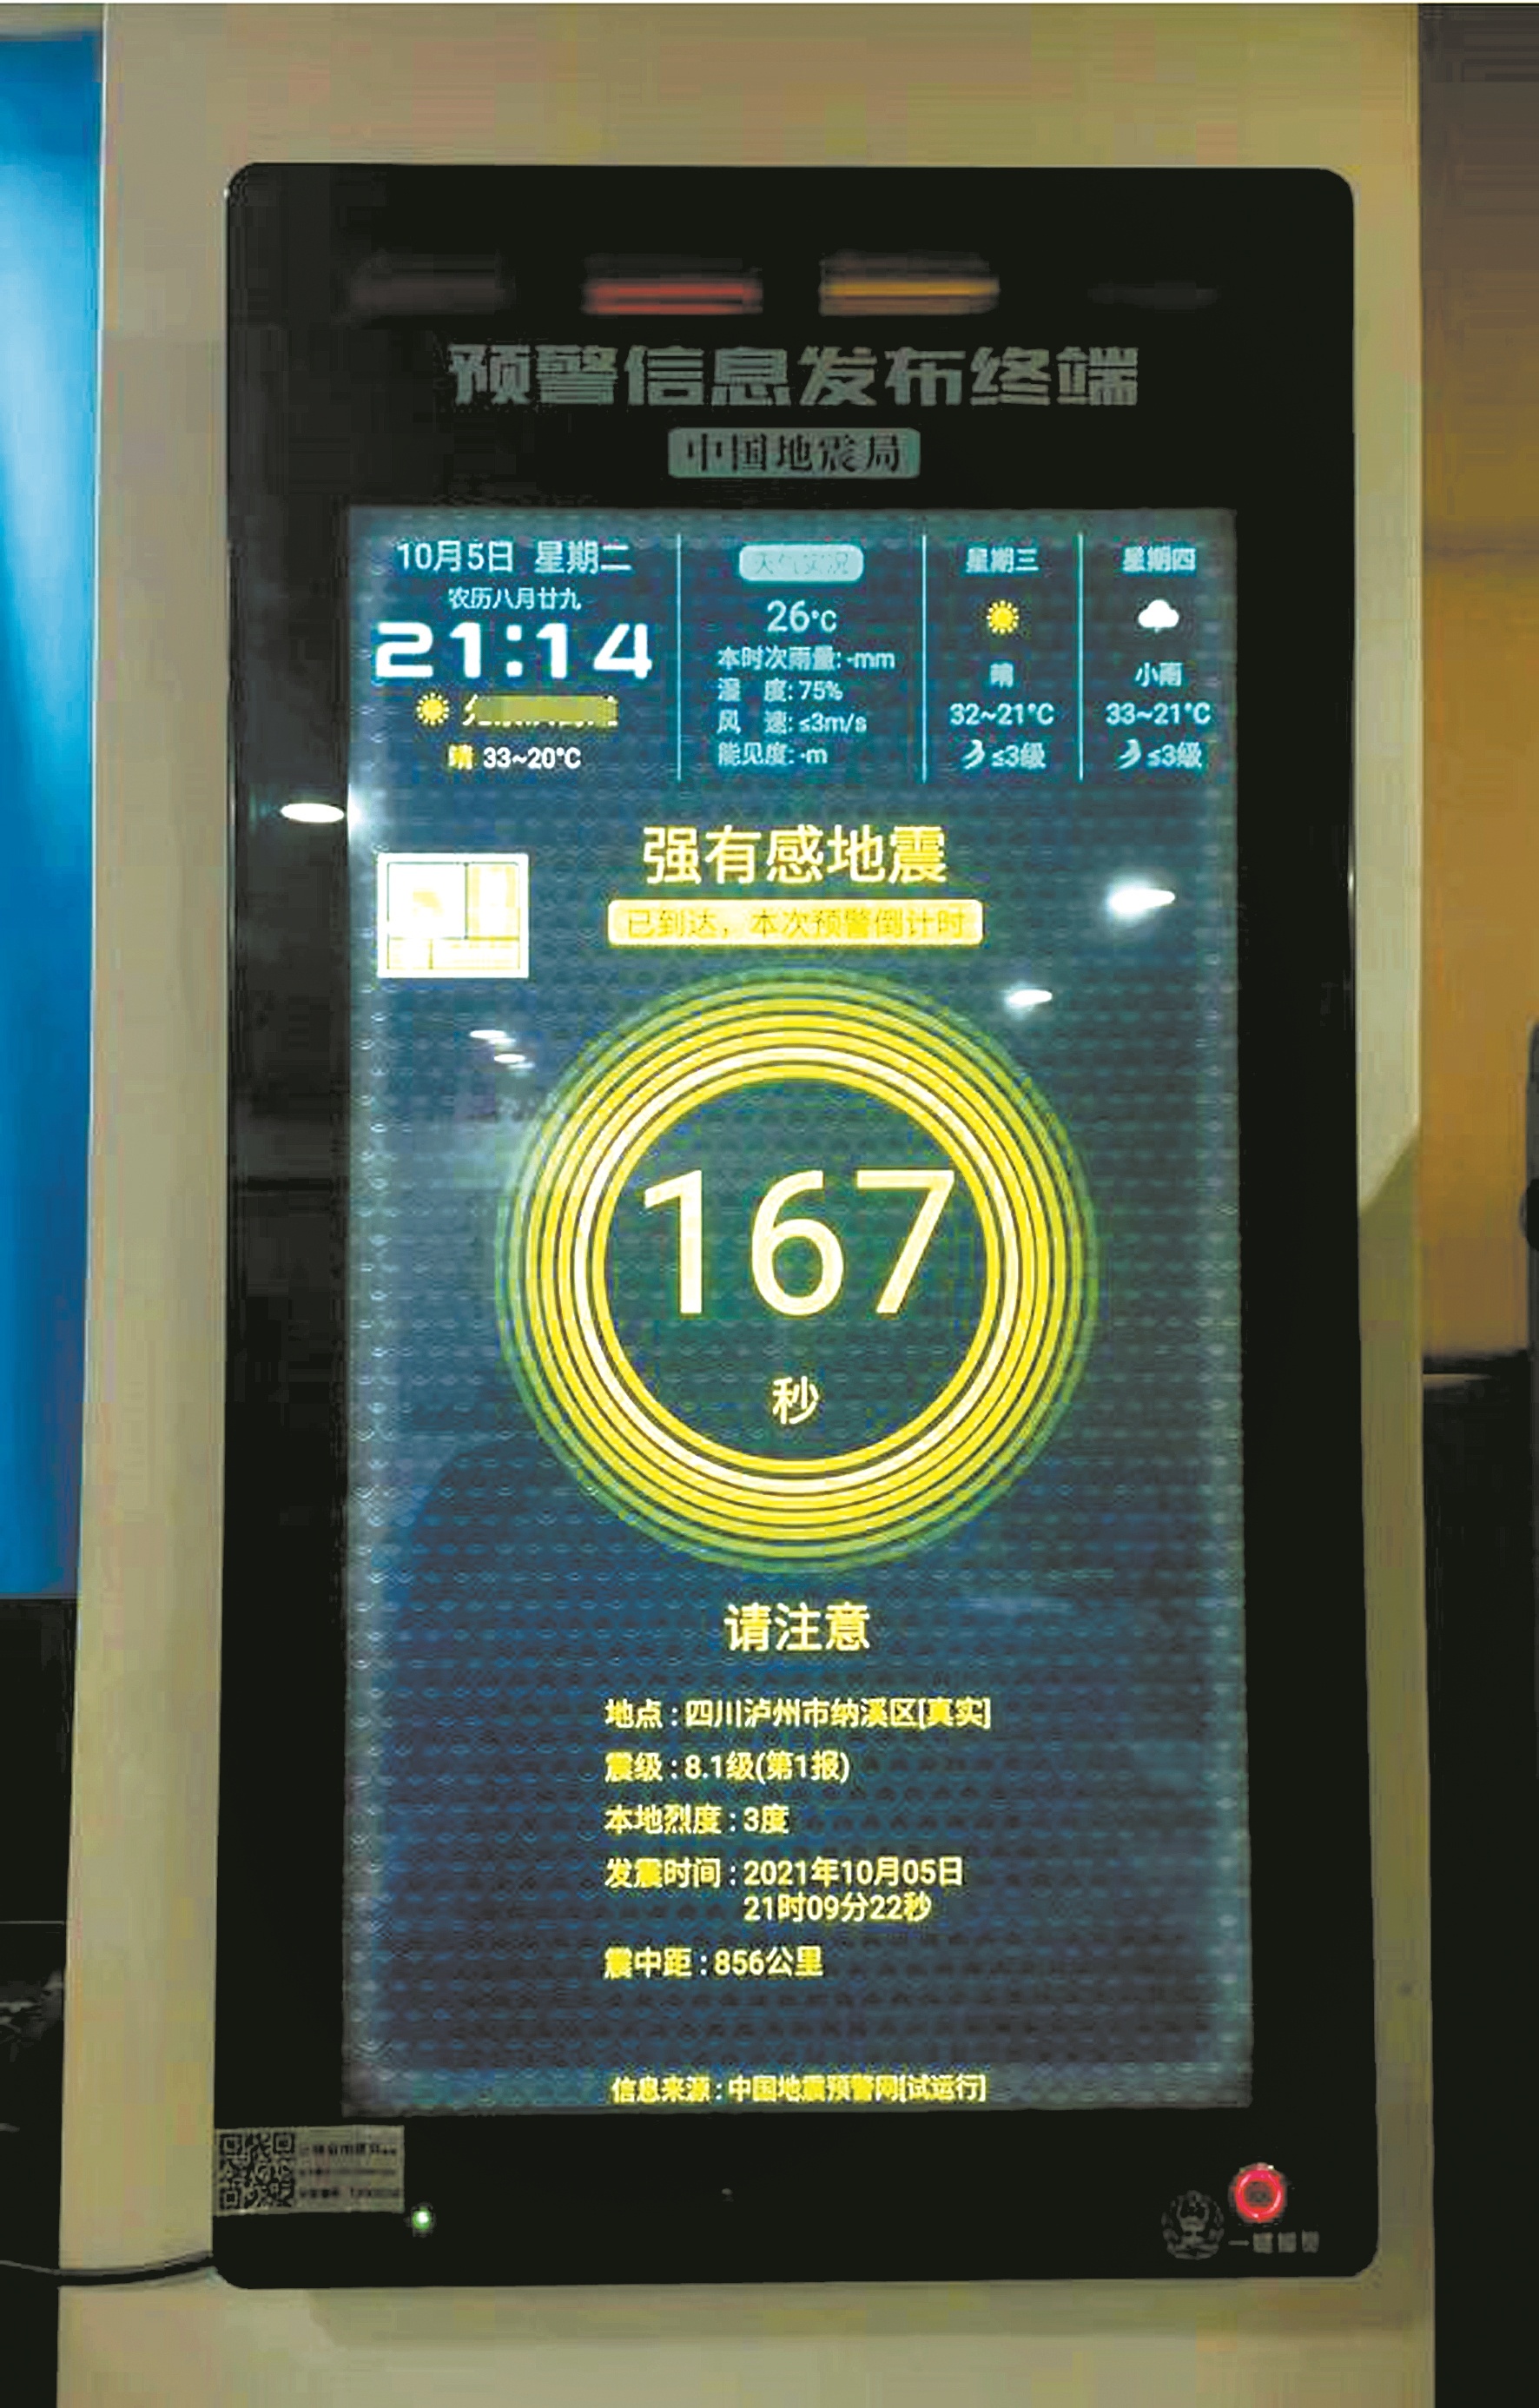 预警信息发布终端
中国地震局
10月5日 星期二
农历八月廿九
21:14
晴 33~20°C
天气实况
26°C
本时次雨量: -mm
湿 度: 75%
风 速: ≤3m/s
能见度: -m
星期三
晴
32~21°C
≤3级
星期四
小雨
33~21°C
≤3级
强有感地震
已到达，本次预警倒计时
167
秒
请注意
地点 : 四川泸州市纳溪区[真实]
震级 : 8.1级(第1报)
本地烈度 : 3度
发震时间 : 2021年10月05日
21时09分22秒
震中距 : 856公里
信息来源 : 中国地震预警网[试运行]